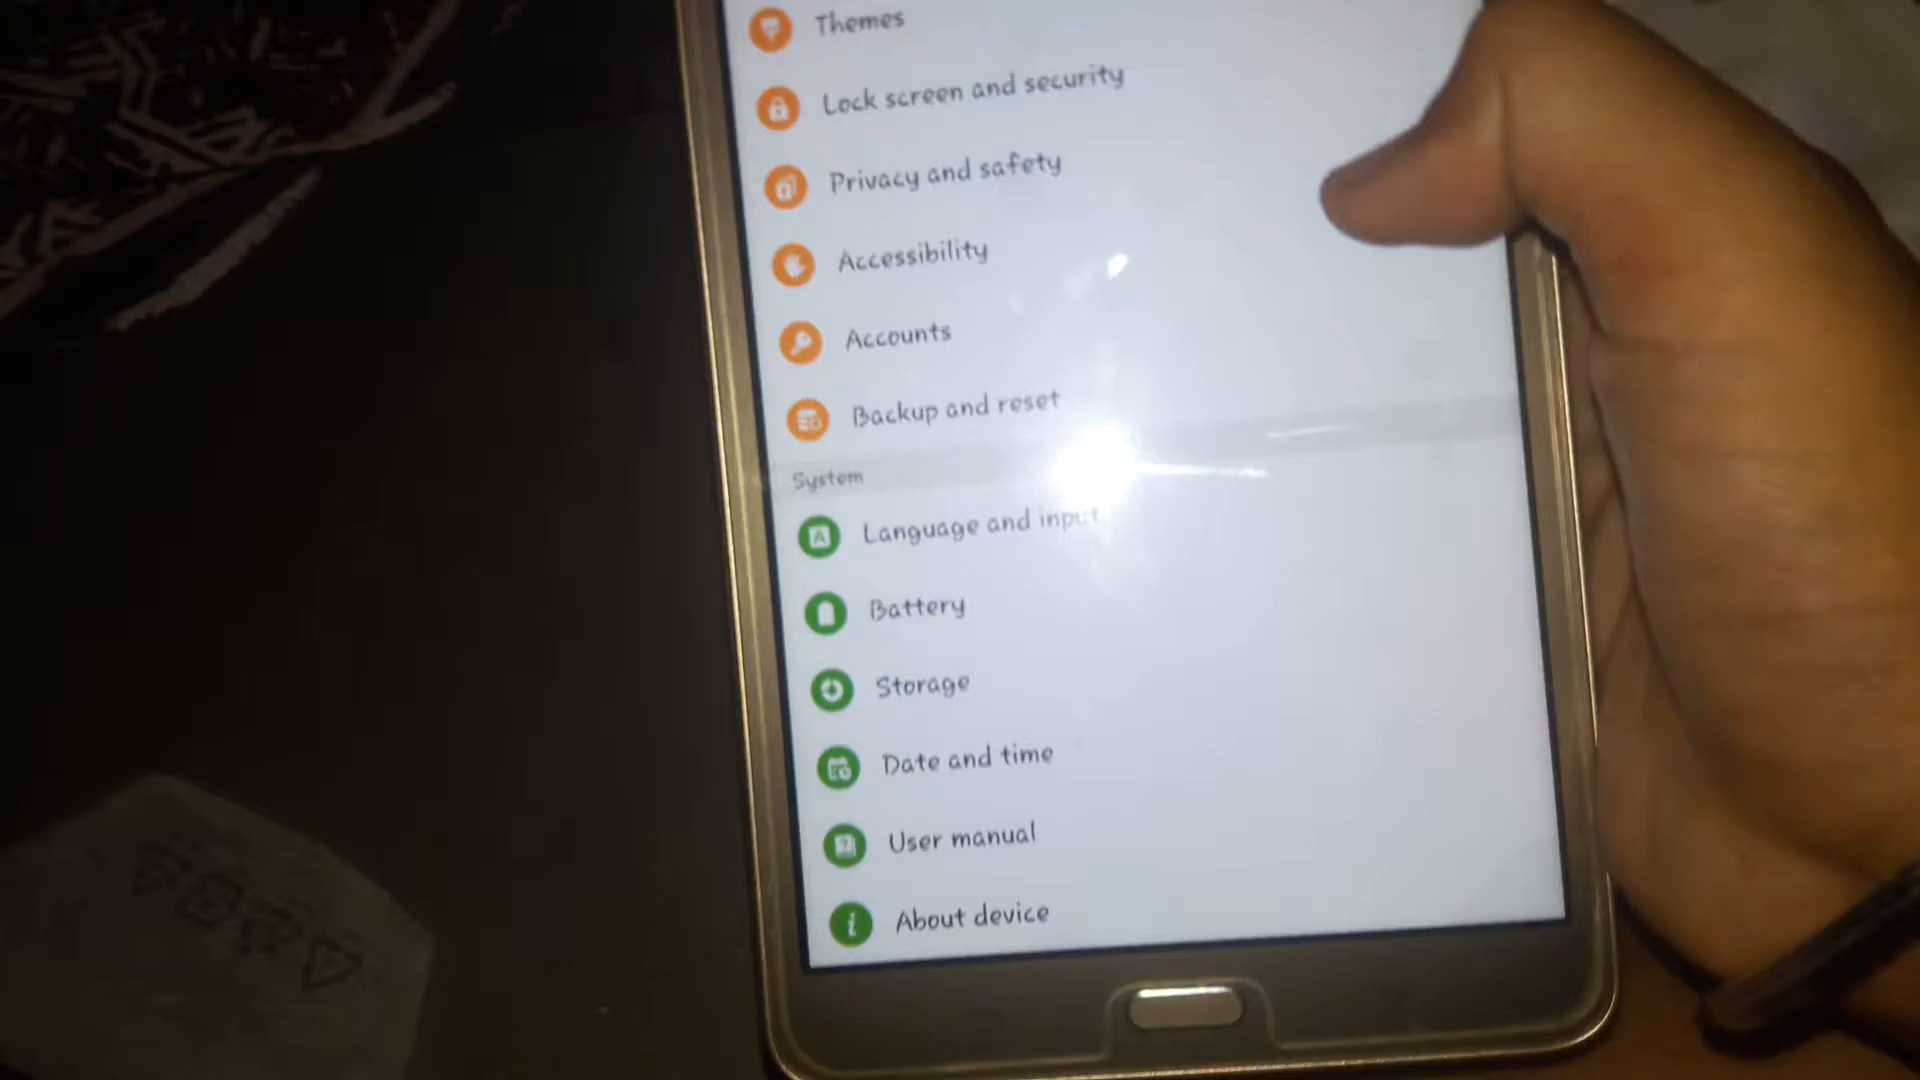 Themes
Lock screen and security
Privacy and safety
Accessibility
Accounts
Backup and reset
System
Language and input
Battery
Storage
Date and time
User manual
About device